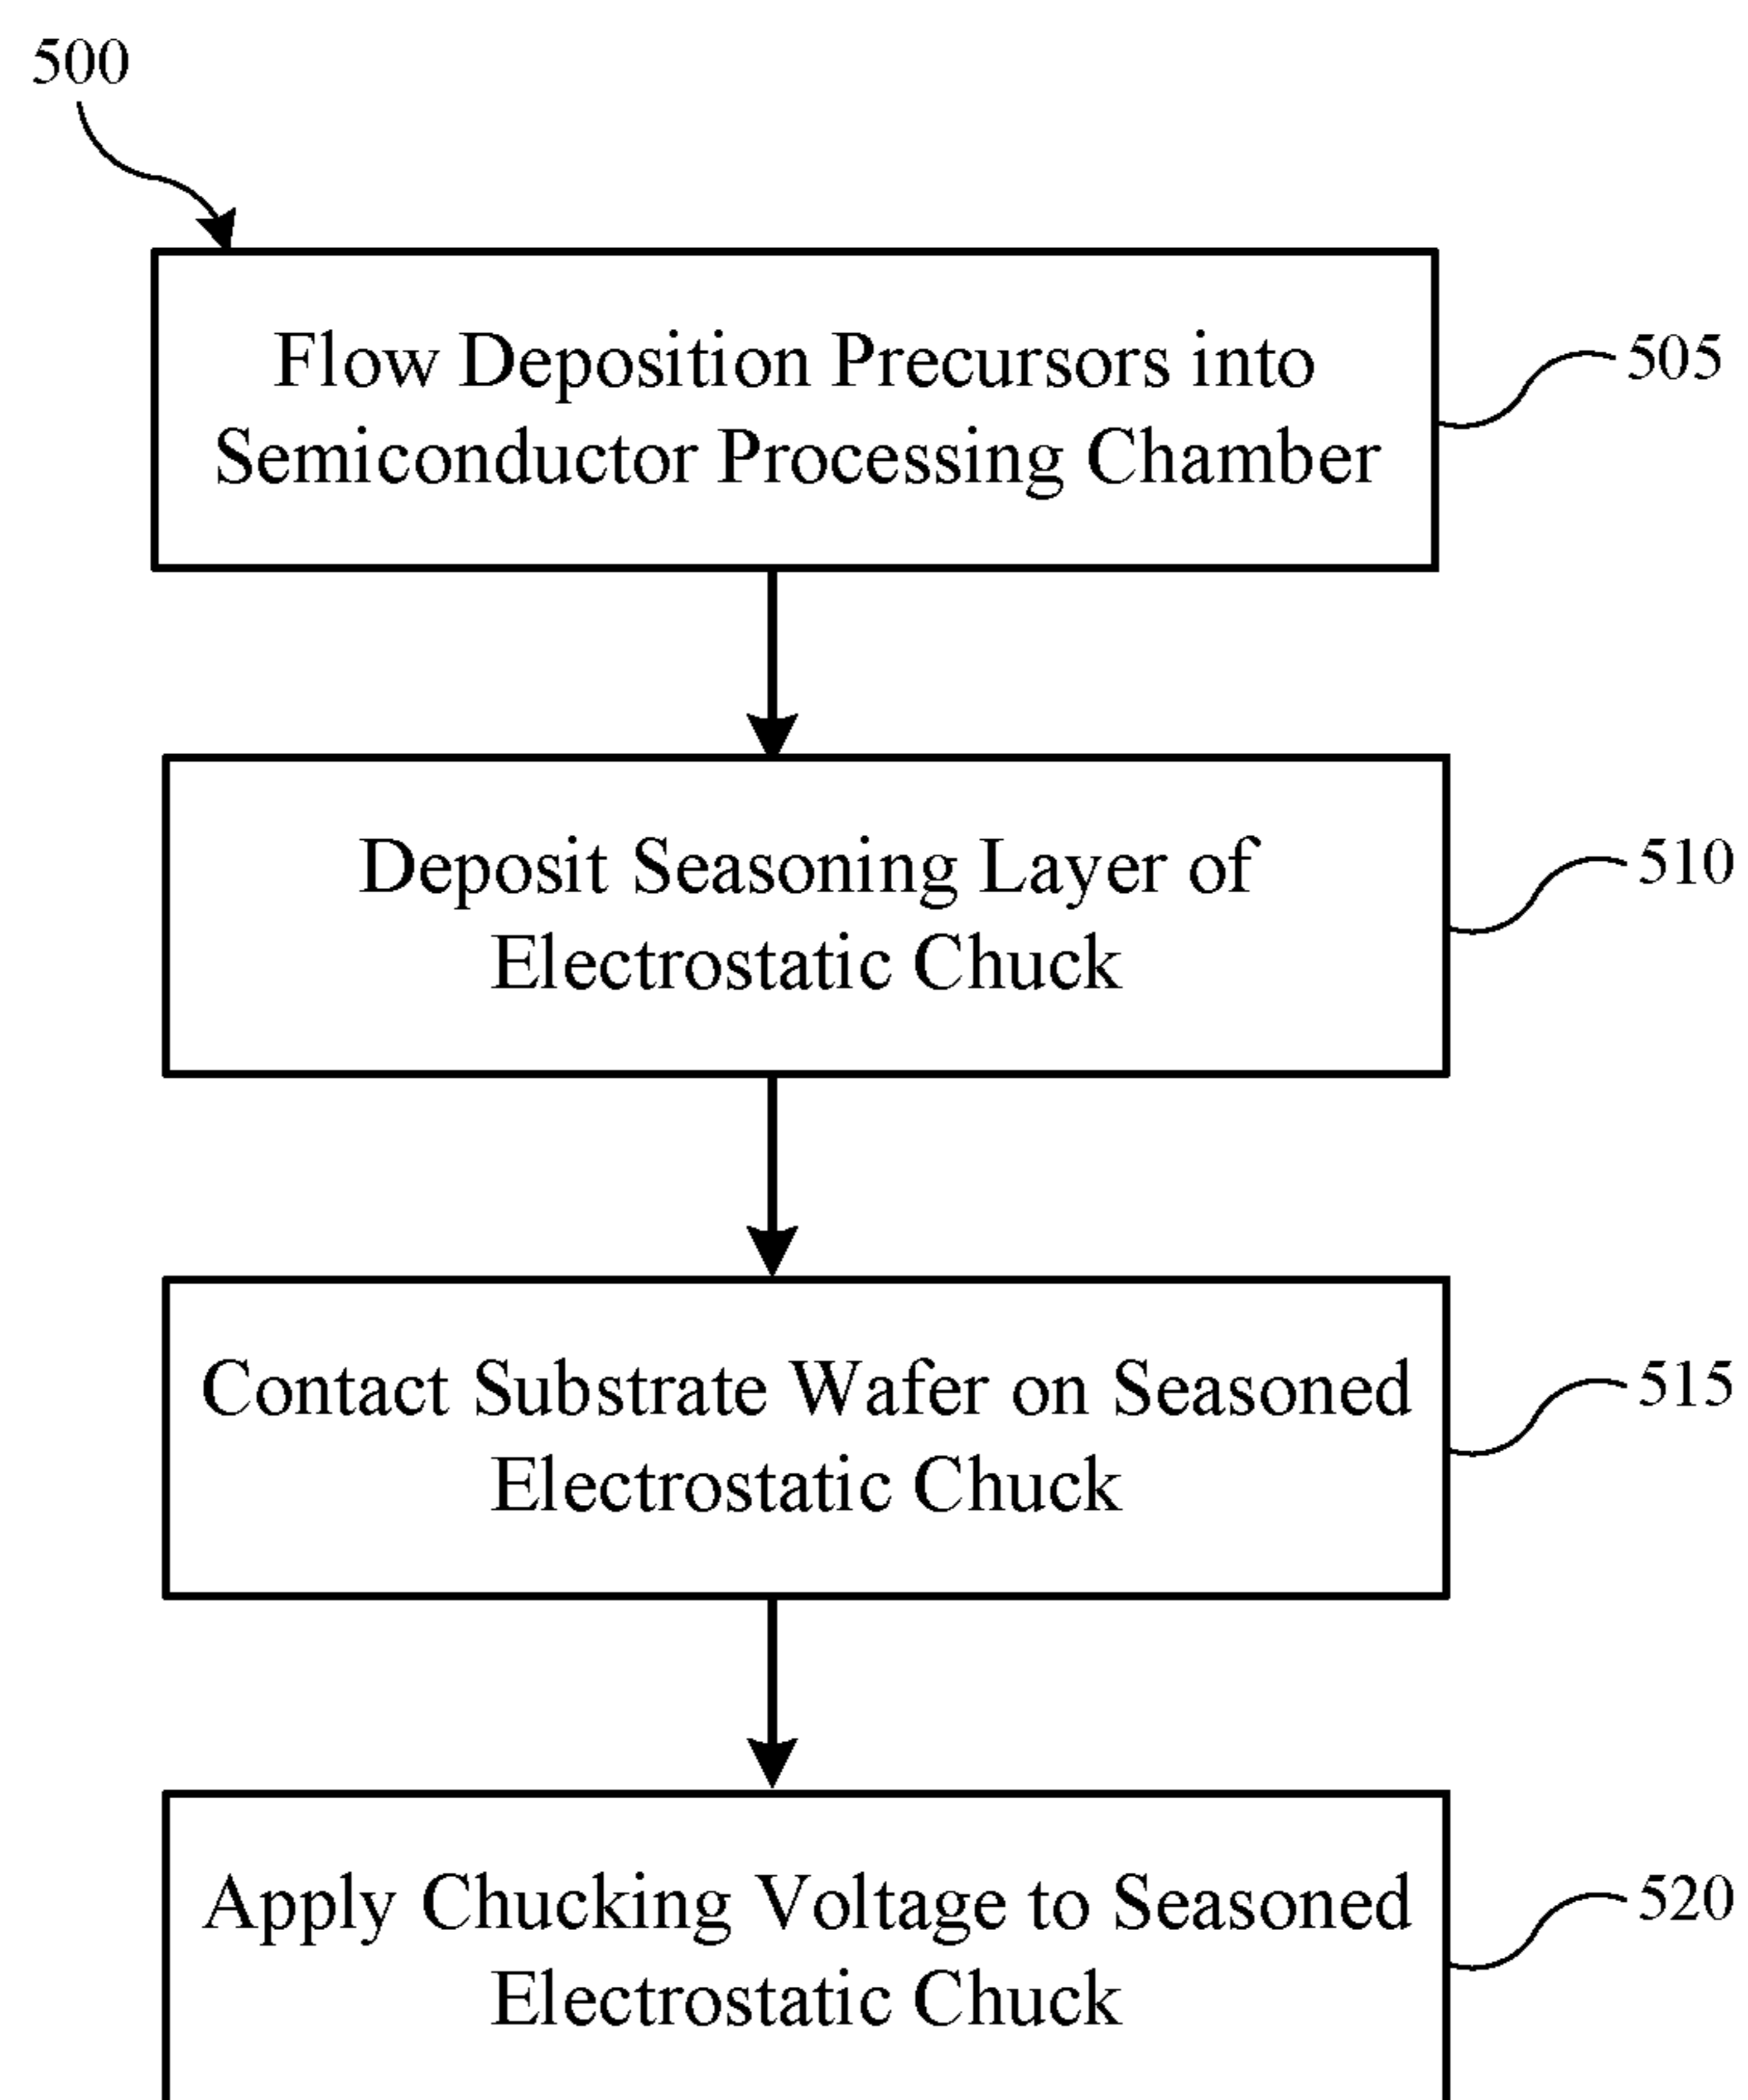 500
Flow Deposition Precursors into
Semiconductor Processing Chamber
505
Deposit Seasoning Layer of
Electrostatic Chuck
510
Contact Substrate Wafer on Seasoned
Electrostatic Chuck
515
Apply Chucking Voltage to Seasoned
Electrostatic Chuck
520